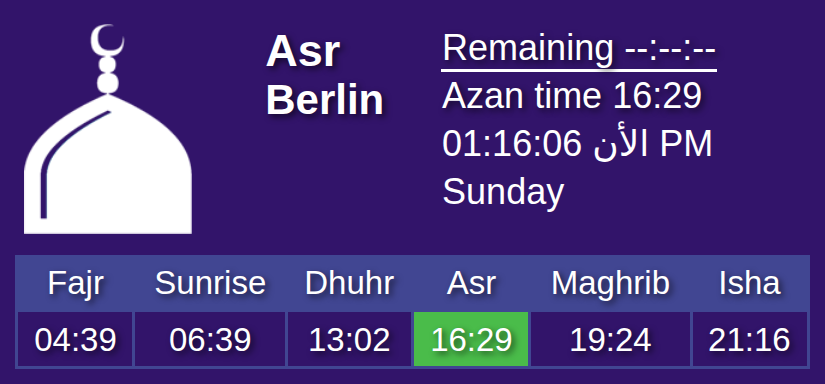 Asr
Berlin
Remaining --:--:--
Azan time 16:29
01:16:06 الأن PM
Sunday
Fajr Sunrise Dhuhr Asr Maghrib Isha
04:39 06:39 13:02 16:29 19:24 21:16